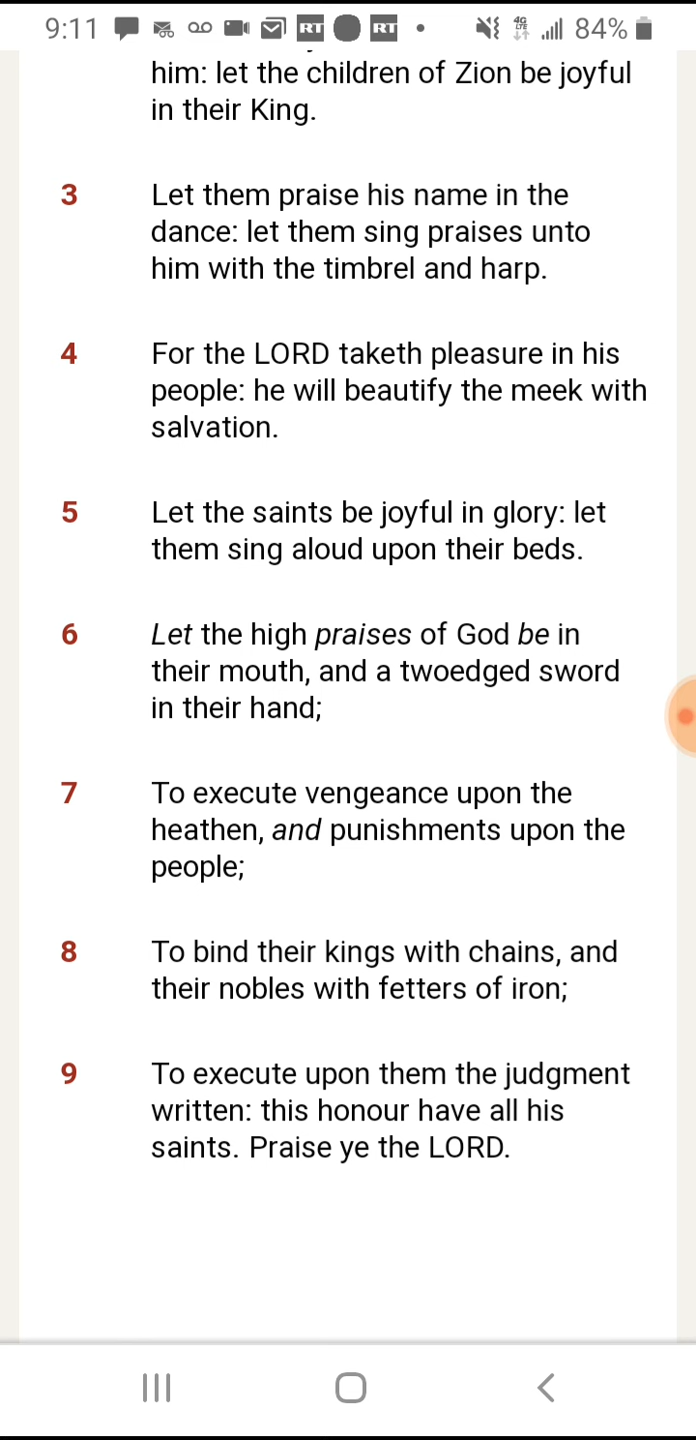 9:11 RT RT 4G LTE 84%
him: let the children of Zion be joyful
in their King.
3 Let them praise his name in the
dance: let them sing praises unto
him with the timbrel and harp.
4 For the LORD taketh pleasure in his
people: he will beautify the meek with
salvation.
5 Let the saints be joyful in glory: let
them sing aloud upon their beds.
6 Let the high praises of God be in
their mouth, and a twoedged sword
in their hand;
7 To execute vengeance upon the
heathen, and punishments upon the
people;
8 To bind their kings with chains, and
their nobles with fetters of iron;
9 To execute upon them the judgment
written: this honour have all his
saints. Praise ye the LORD.